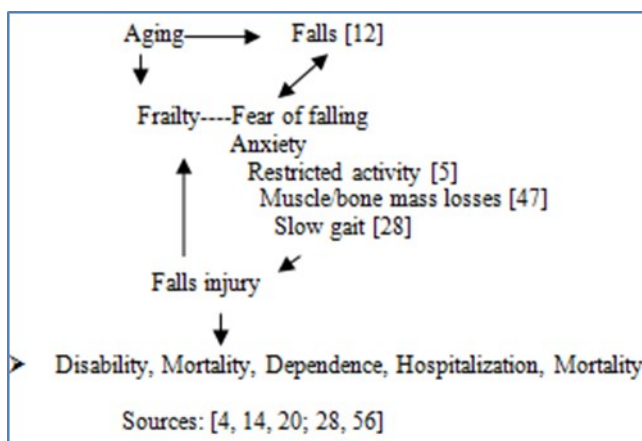 Aging Falls [12]
Frailty----Fear of falling
Anxiety
Restricted activity [5]
Muscle/bone mass losses [47]
Slow gait [28]
Falls injury
Disability, Mortality, Dependence, Hospitalization, Mortality
Sources: [4, 14, 20; 28, 56]